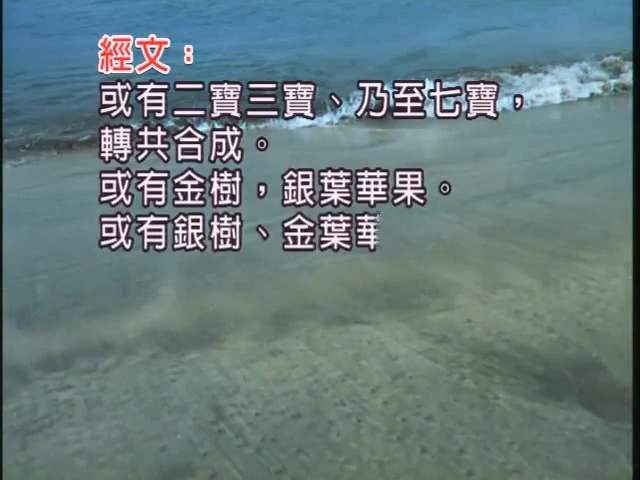 經文：
或有二寶三寶、乃至七寶，
轉共合成。
或有金樹，銀葉華果。
或有銀樹、金葉